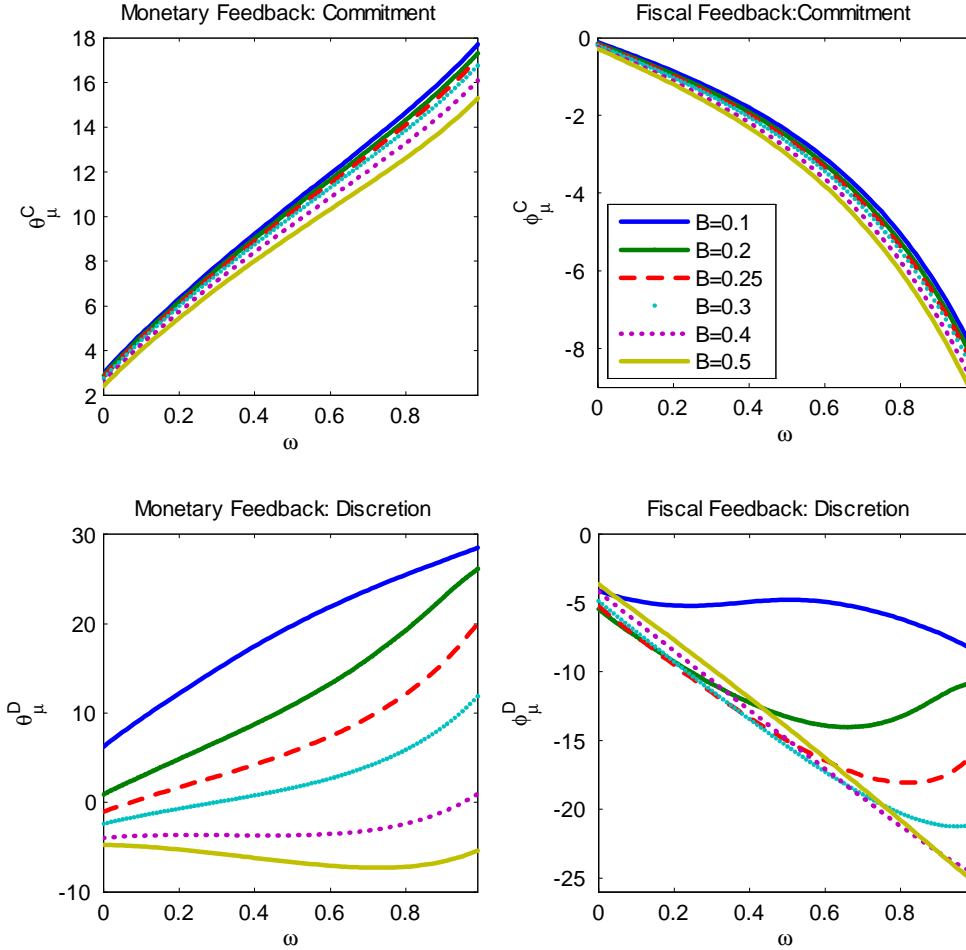 Monetary Feedback: Commitment
18
16
14
12
10
8
6
4
2
θ_μ^C
0 0.2 0.4 0.6 0.8
ω
Fiscal Feedback:Commitment
0
-2
-4
-6
-8
ϕ_μ^C
B=0.1
B=0.2
B=0.25
B=0.3
B=0.4
B=0.5
0 0.2 0.4 0.6 0.8
ω
Monetary Feedback: Discretion
30
20
10
0
-10
θ_μ^D
0 0.2 0.4 0.6 0.8
ω
Fiscal Feedback: Discretion
0
-5
-10
-15
-20
-25
ϕ_μ^D
0 0.2 0.4 0.6 0.8
ω